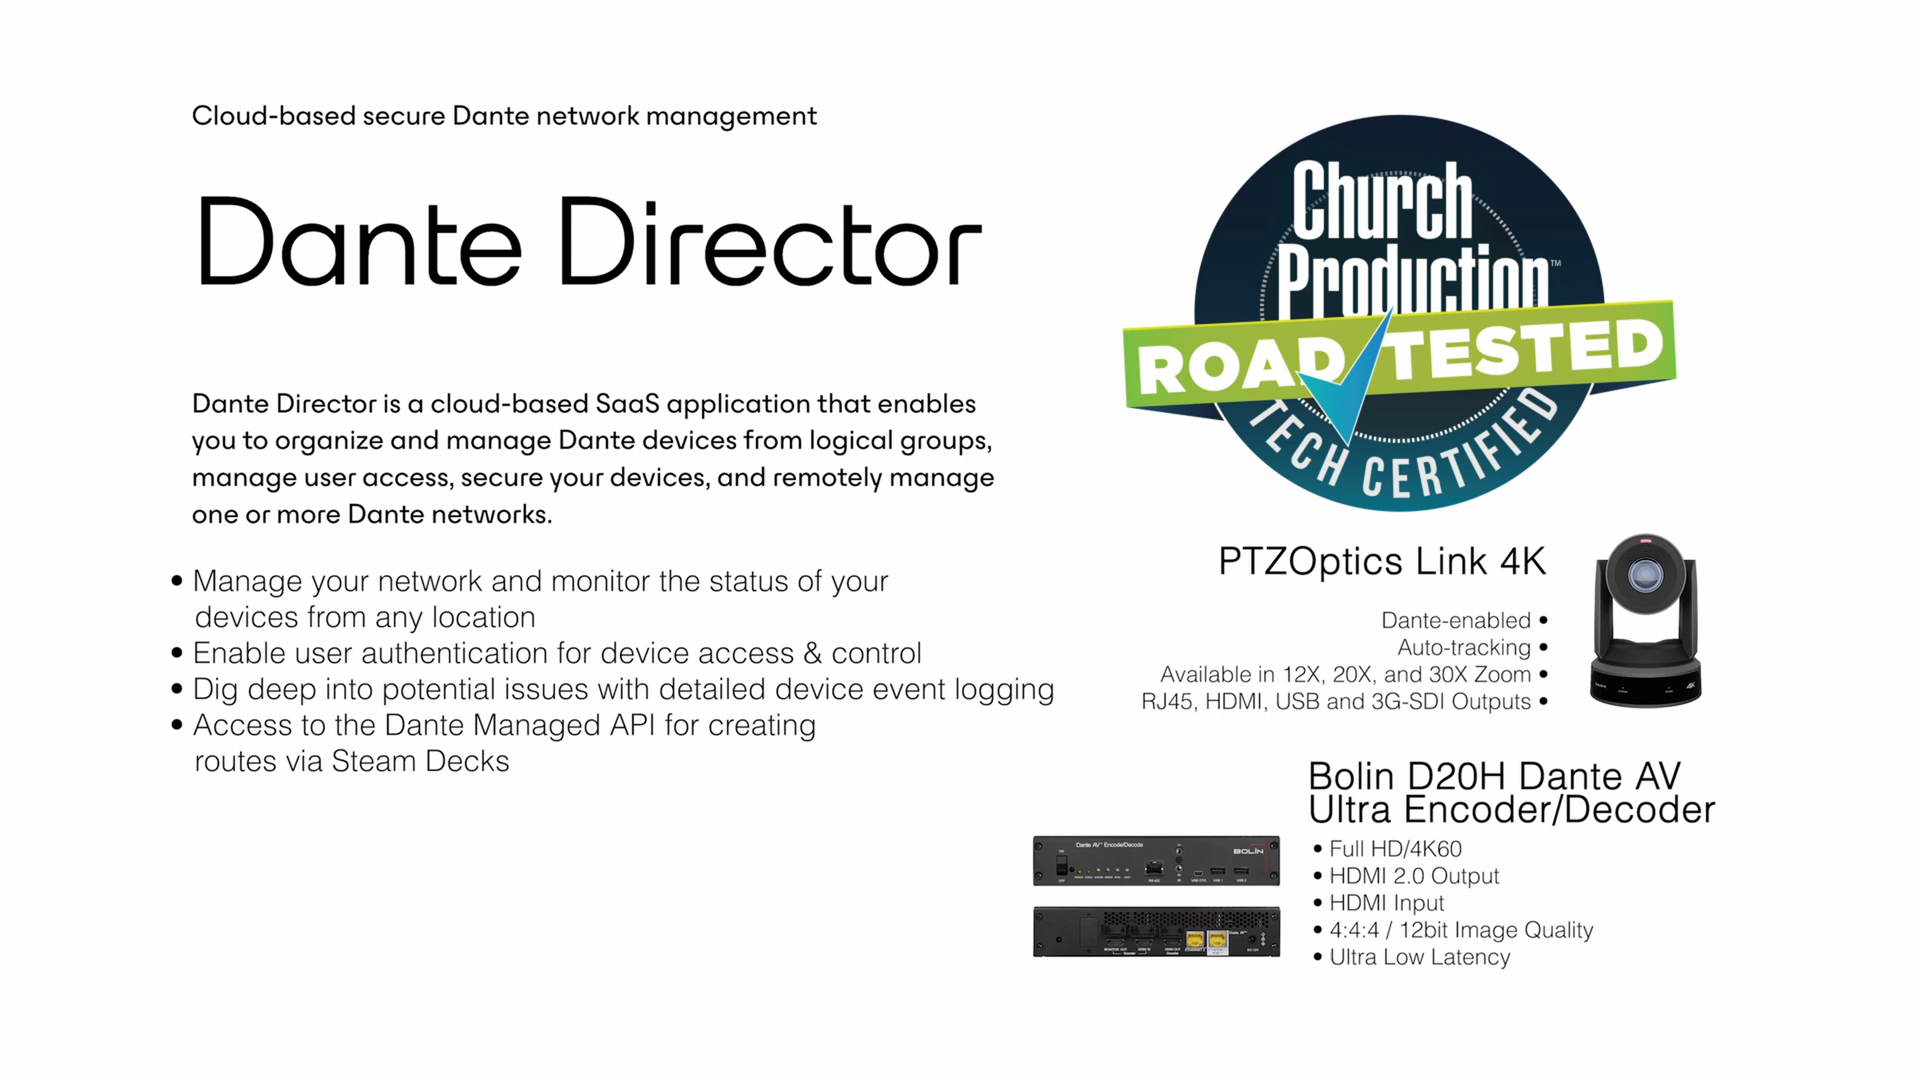 Cloud-based secure Dante network management
Dante Director
Dante Director is a cloud-based SaaS application that enables
you to organize and manage Dante devices from logical groups,
manage user access, secure your devices, and remotely manage
one or more Dante networks.
• Manage your network and monitor the status of your
devices from any location
• Enable user authentication for device access & control
• Dig deep into potential issues with detailed device event logging
• Access to the Dante Managed API for creating
routes via Steam Decks
Church
Production™
ROAD TESTED
TECH CERTIFIED
PTZOptics Link 4K
Dante-enabled •
Auto-tracking •
Available in 12X, 20X, and 30X Zoom •
RJ45, HDMI, USB and 3G-SDI Outputs •
4K
Bolin D20H Dante AV
Ultra Encoder/Decoder
• Full HD/4K60
• HDMI 2.0 Output
• HDMI Input
• 4:4:4 / 12bit Image Quality
• Ultra Low Latency
Dante AV™ Encode/Decode
BOLIN
ON
OFF
Dante AV™